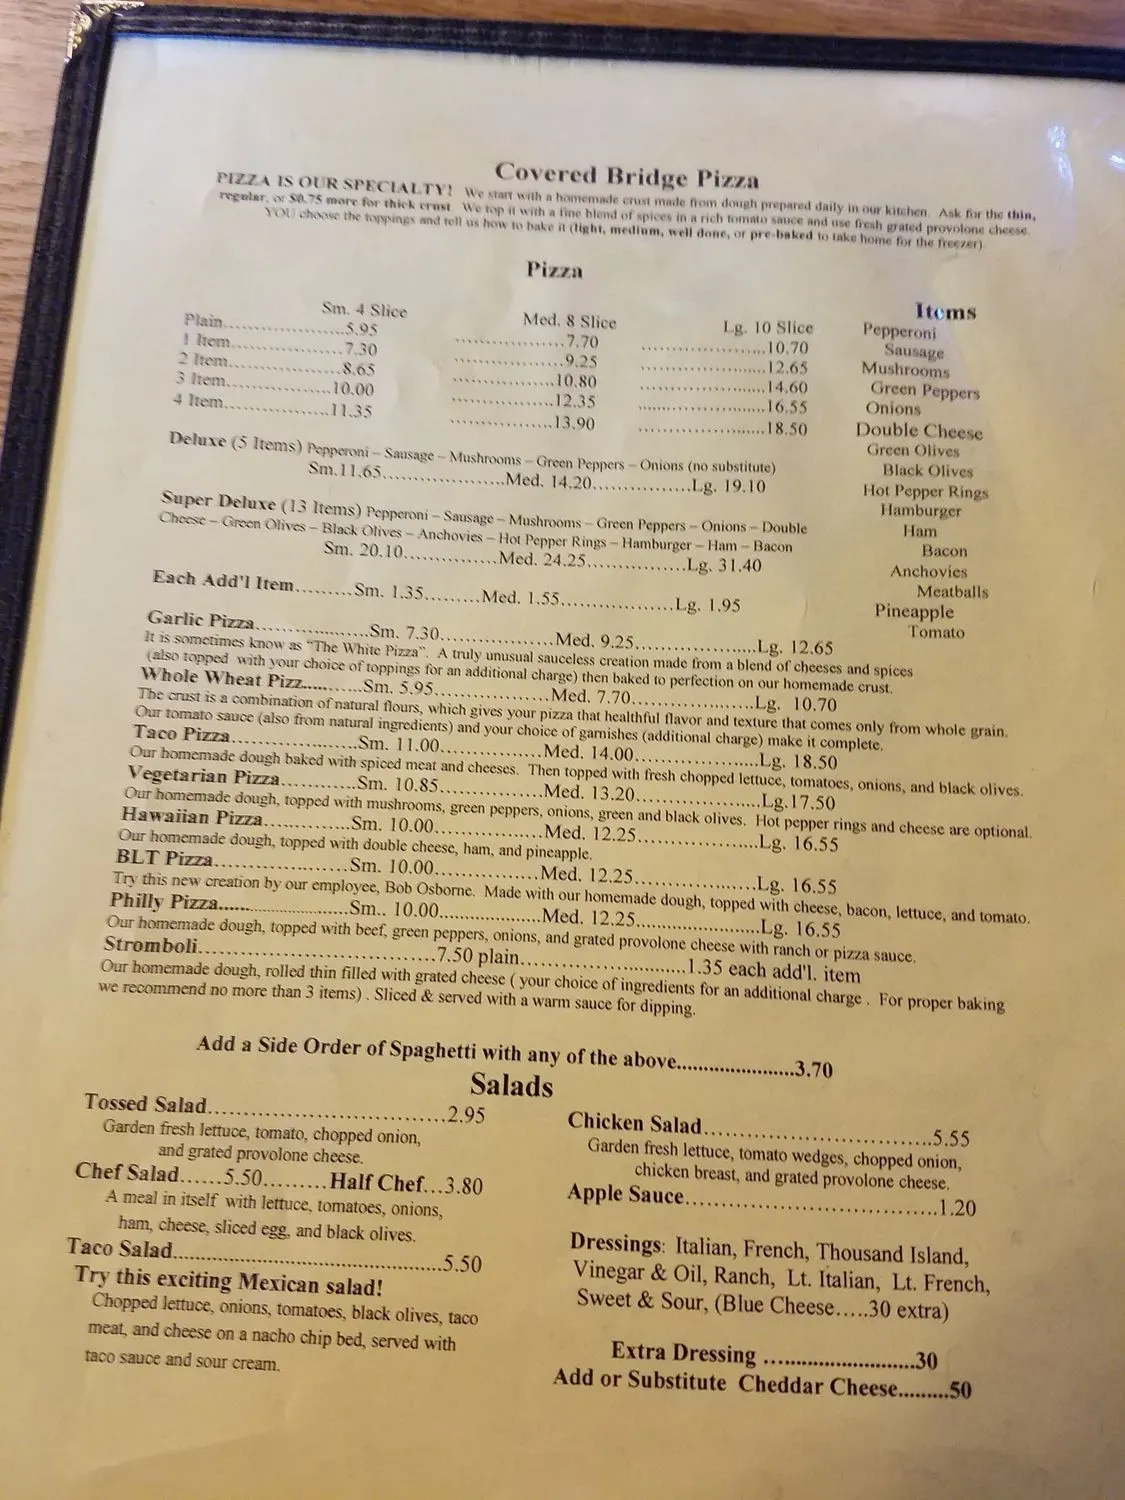 Covered Bridge Pizza
PIZZA IS OUR SPECIALTY! We start with a homemade crust made from dough prepared daily in our kitchen. Ask for the thin,
regular, or $0.75 more for thick crust. We top it with a fine blend of spices in a rich tomato sauce and use fresh grated provolone cheese.
YOU choose the toppings and tell us how to bake it (light, medium, well done, or pre-baked to take home for the freezer).
Pizza
Sm. 4 Slice Med. 8 Slice Lg. 10 Slice
Plain.....................5.95 ...................7.70 ......................10.70
1 Item....................7.30 ...................9.25 ......................12.65
2 Item....................8.65 ..................10.80 ......................14.60
3 Item..................10.00 ..................12.35 ......................16.55
4 Item..................11.35 ..................13.90 ......................18.50
Items
Pepperoni
Sausage
Mushrooms
Green Peppers
Onions
Double Cheese
Green Olives
Black Olives
Hot Pepper Rings
Hamburger
Ham
Bacon
Anchovies
Meatballs
Pineapple
Tomato
Deluxe (5 Items) Pepperoni – Sausage – Mushrooms – Green Peppers – Onions (no substitute)
Sm.11.65.....................Med. 14.20.................Lg. 19.10
Super Deluxe (13 Items) Pepperoni – Sausage – Mushrooms – Green Peppers – Onions – Double
Cheese – Green Olives – Black Olives – Anchovies – Hot Pepper Rings – Hamburger – Ham – Bacon
Sm. 20.10................Med. 24.25.................Lg. 31.40
Each Add'l Item.........Sm. 1.35.........Med. 1.55...................Lg. 1.95
Garlic Pizza....................Sm. 7.30....................Med. 9.25.....................Lg. 12.65
It is sometimes know as “The White Pizza”. A truly unusual sauceless creation made from a blend of cheeses and spices
(also topped with your choice of toppings for an additional charge) then baked to perfection on our homemade crust.
Whole Wheat Pizz...........Sm. 5.95....................Med. 7.70.....................Lg. 10.70
The crust is a combination of natural flours, which gives your pizza that healthful flavor and texture that comes only from whole grain.
Our tomato sauce (also from natural ingredients) and your choice of garnishes (additional charge) make it complete.
Taco Pizza......................Sm. 11.00..................Med. 14.00.....................Lg. 18.50
Our homemade dough baked with spiced meat and cheeses. Then topped with fresh chopped lettuce, tomatoes, onions, and black olives.
Vegetarian Pizza.............Sm. 10.85..................Med. 13.20.....................Lg.17.50
Our homemade dough, topped with mushrooms, green peppers, onions, green and black olives. Hot pepper rings and cheese are optional.
Hawaiian Pizza...............Sm. 10.00...................Med. 12.25.....................Lg. 16.55
Our homemade dough, topped with double cheese, ham, and pineapple.
BLT Pizza.......................Sm. 10.00..................Med. 12.25.....................Lg. 16.55
Try this new creation by our employee, Bob Osborne. Made with our homemade dough, topped with cheese, bacon, lettuce, and tomato.
Philly Pizza........................Sm.. 10.00..................Med. 12.25.....................Lg. 16.55
Our homemade dough, topped with beef, green peppers, onions, and grated provolone cheese with ranch or pizza sauce.
Stromboli........................................7.50 plain............................1.35 each add'l. item
Our homemade dough, rolled thin filled with grated cheese ( your choice of ingredients for an additional charge . For proper baking
we recommend no more than 3 items) . Sliced & served with a warm sauce for dipping.
Add a Side Order of Spaghetti with any of the above......................3.70
Salads
Tossed Salad.................................2.95
Garden fresh lettuce, tomato, chopped onion,
and grated provolone cheese.
Chef Salad......5.50.........Half Chef...3.80
A meal in itself with lettuce, tomatoes, onions,
ham, cheese, sliced egg, and black olives.
Taco Salad.............................................5.50
Try this exciting Mexican salad!
Chopped lettuce, onions, tomatoes, black olives, taco
meat, and cheese on a nacho chip bed, served with
taco sauce and sour cream.
Chicken Salad................................5.55
Garden fresh lettuce, tomato wedges, chopped onion,
chicken breast, and grated provolone cheese.
Apple Sauce...................................1.20
Dressings: Italian, French, Thousand Island,
Vinegar & Oil, Ranch, Lt. Italian, Lt. French,
Sweet & Sour, (Blue Cheese.....30 extra)
Extra Dressing ...........................30
Add or Substitute Cheddar Cheese.........50